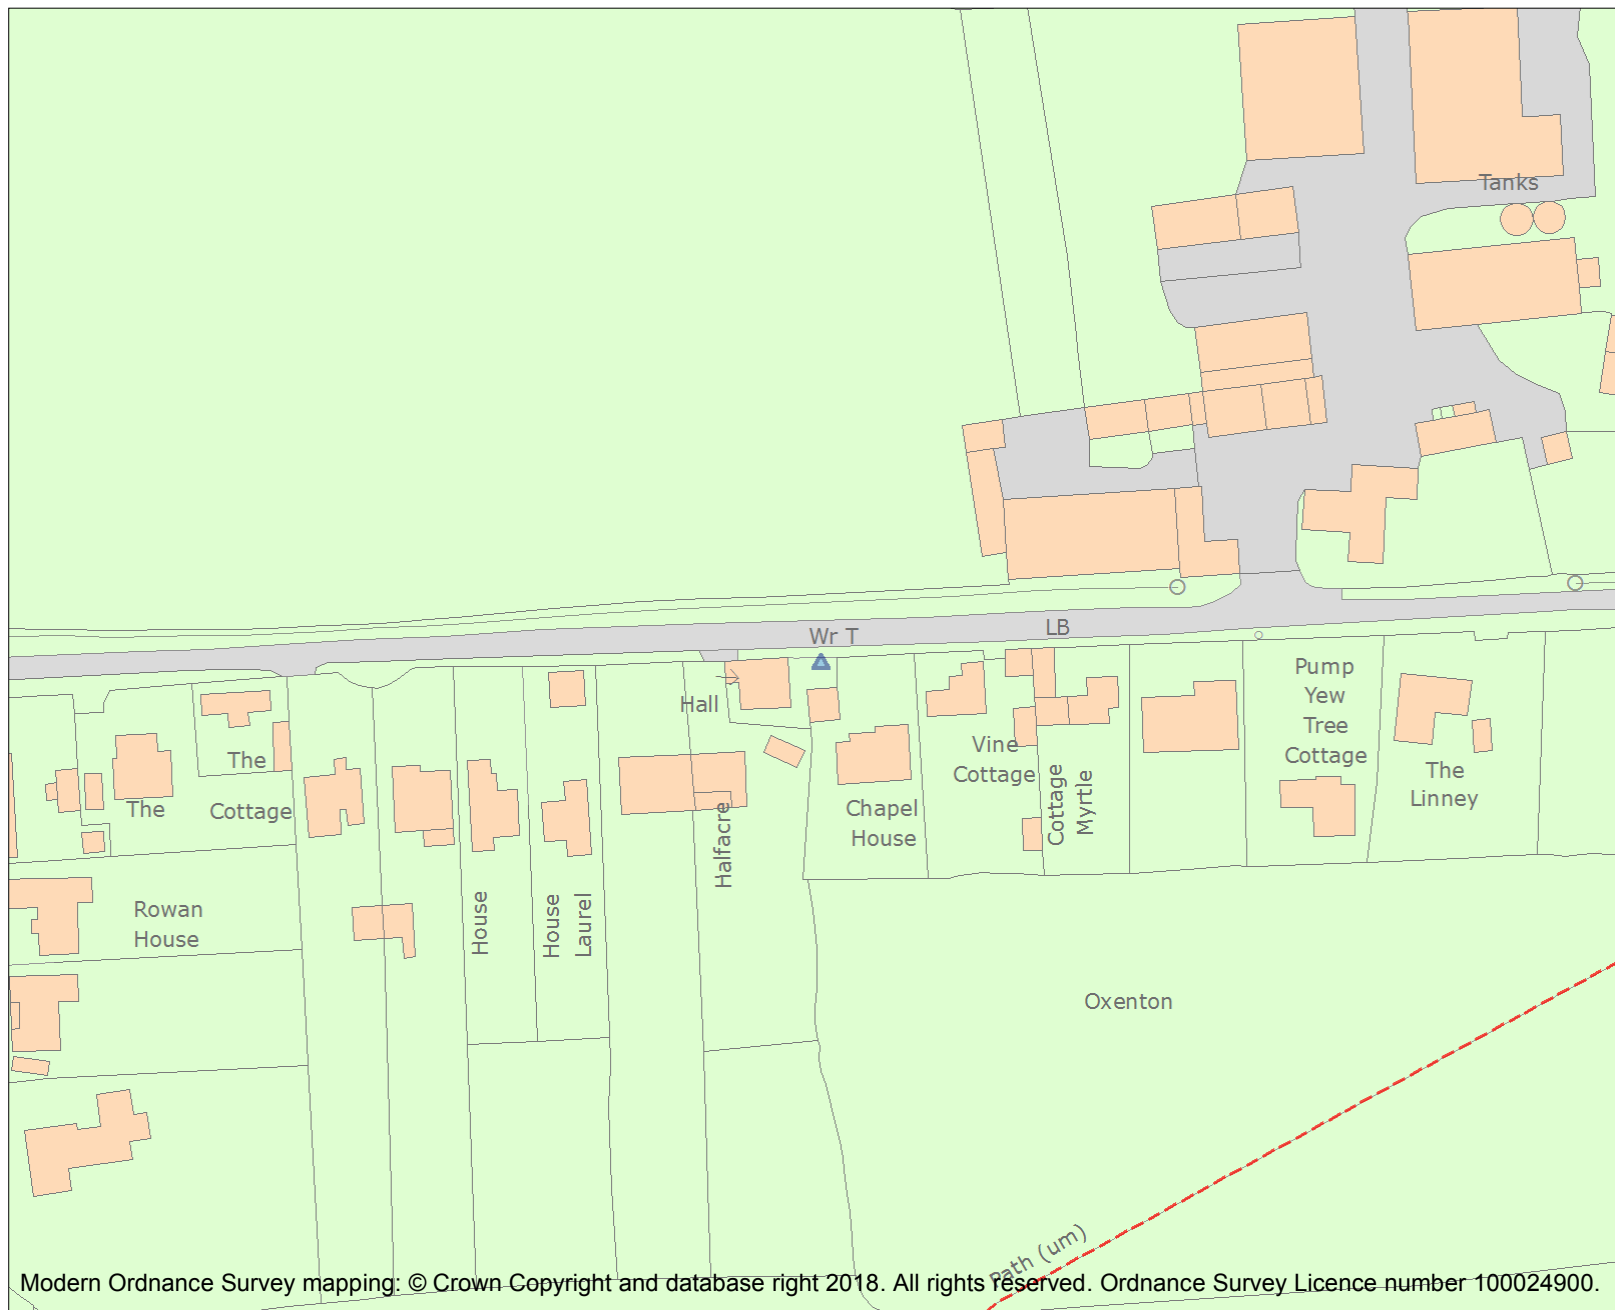 Tanks
Wr T
LB
Hall
Pump
Yew
Tree
Cottage
The
Linney
Vine
Cottage
Cottage
Myrtle
The
The
Cottage
Chapel
House
Halfacre
House
House
Laurel
Rowan
House
Oxenton
Path (um)
Modern Ordnance Survey mapping: © Crown Copyright and database right 2018. All rights reserved. Ordnance Survey Licence number 100024900.